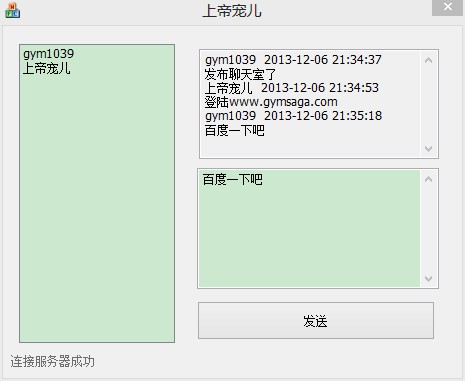 上帝宠儿
gym1039
上帝宠儿
gym1039 2013-12-06 21:34:37
发布聊天室了
上帝宠儿 2013-12-06 21:34:53
登陆www.gymsaga.com
gym1039 2013-12-06 21:35:18
百度一下吧
百度一下吧
发送
连接服务器成功